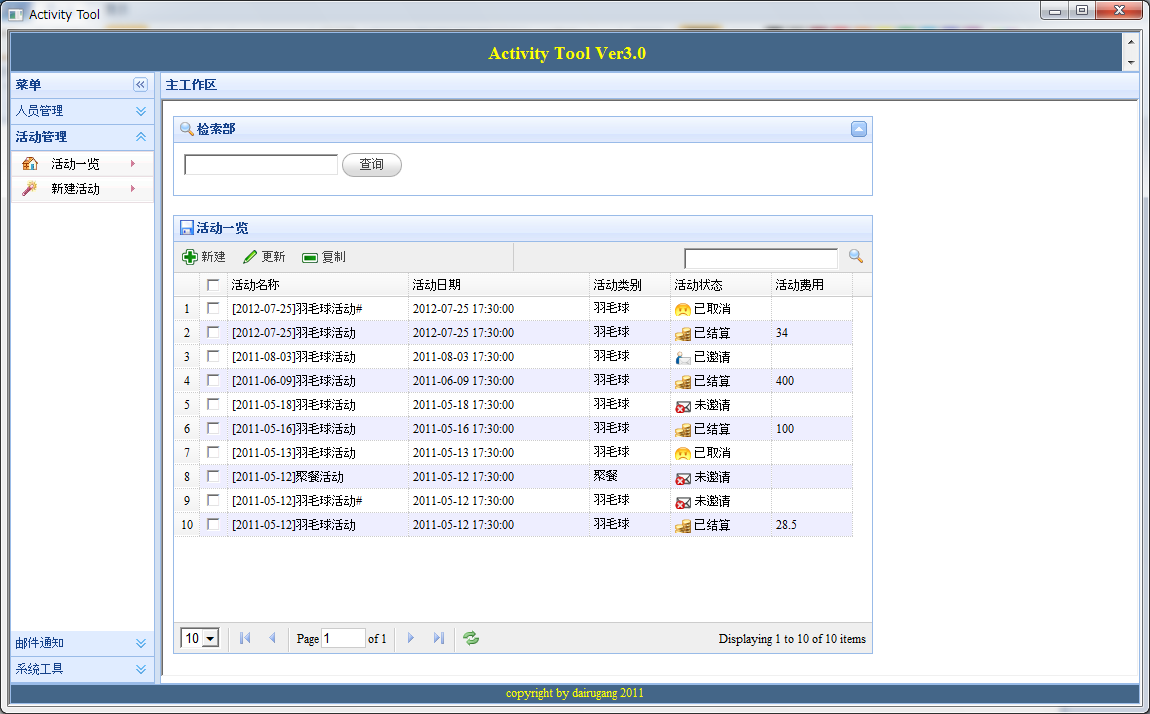 Activity Tool
Activity Tool Ver3.0
菜单
人员管理
活动管理
活动一览
新建活动
邮件通知
系统工具
主工作区
检索部
查询
活动一览
新建 更新 复制
活动名称 活动日期 活动类别 活动状态 活动费用
1 [2012-07-25]羽毛球活动# 2012-07-25 17:30:00 羽毛球 已取消
2 [2012-07-25]羽毛球活动 2012-07-25 17:30:00 羽毛球 已结算 34
3 [2011-08-03]羽毛球活动 2011-08-03 17:30:00 羽毛球 已邀请
4 [2011-06-09]羽毛球活动 2011-06-09 17:30:00 羽毛球 已结算 400
5 [2011-05-18]羽毛球活动 2011-05-18 17:30:00 羽毛球 未邀请
6 [2011-05-16]羽毛球活动 2011-05-16 17:30:00 羽毛球 已结算 100
7 [2011-05-13]羽毛球活动 2011-05-13 17:30:00 羽毛球 已取消
8 [2011-05-12]聚餐活动 2011-05-12 17:30:00 聚餐 未邀请
9 [2011-05-12]羽毛球活动# 2011-05-12 17:30:00 羽毛球 未邀请
10 [2011-05-12]羽毛球活动 2011-05-12 17:30:00 羽毛球 已结算 28.5
10 Page 1 of 1 Displaying 1 to 10 of 10 items
copyright by dairugang 2011